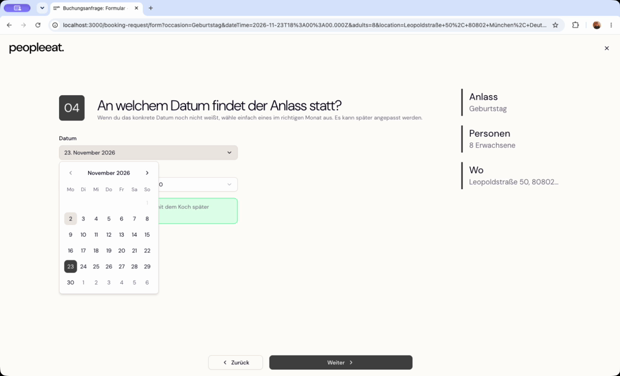 Buchungsanfrage: Formular
localhost:3000/booking-request/form?occasion=Geburtstag&dateTime=2026-11-23T18%3A00%3A00.000Z&adults=8&location=Leopoldstraße+50%2C+80802+München%2C+Deut...
peopleeat.
04
An welchem Datum findet der Anlass statt?
Wenn du das konkrete Datum noch nicht weißt, wähle einfach eines im richtigen Monat aus. Es kann später angepasst werden.
Datum
23. November 2026
November 2026
Mo Di Mi Do Fr Sa So
1
2 3 4 5 6 7 8
9 10 11 12 13 14 15
16 17 18 19 20 21 22
23 24 25 26 27 28 29
30 1 2 3 4 5 6
0
mit dem Koch später
Anlass
Geburtstag
Personen
8 Erwachsene
Wo
Leopoldstraße 50, 80802...
Zurück
Weiter